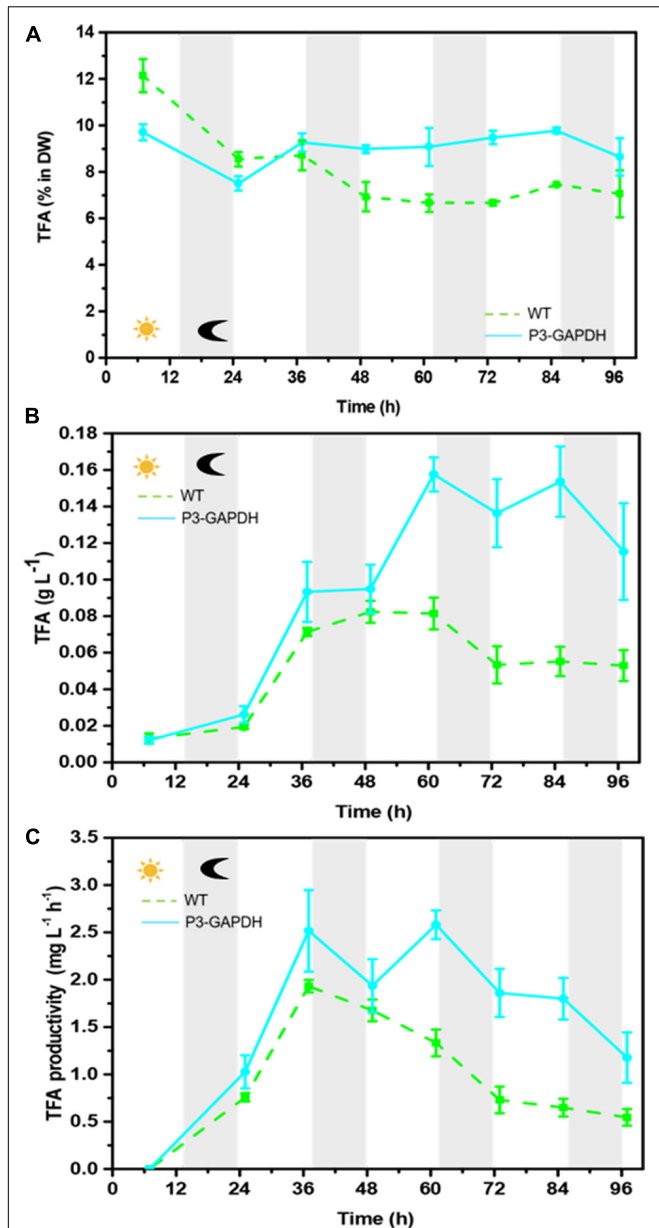 A
14
12
10
8
6
4
2
0
TFA (% in DW)
WT
P3-GAPDH
0 12 24 36 48 60 72 84 96
Time (h)
B
0.18
0.16
0.14
0.12
0.10
0.08
0.06
0.04
0.02
0.00
TFA (g L⁻¹)
WT
P3-GAPDH
0 12 24 36 48 60 72 84 96
Time (h)
C
3.5
3.0
2.5
2.0
1.5
1.0
0.5
0.0
TFA productivity (mg L⁻¹ h⁻¹)
WT
P3-GAPDH
0 12 24 36 48 60 72 84 96
Time (h)